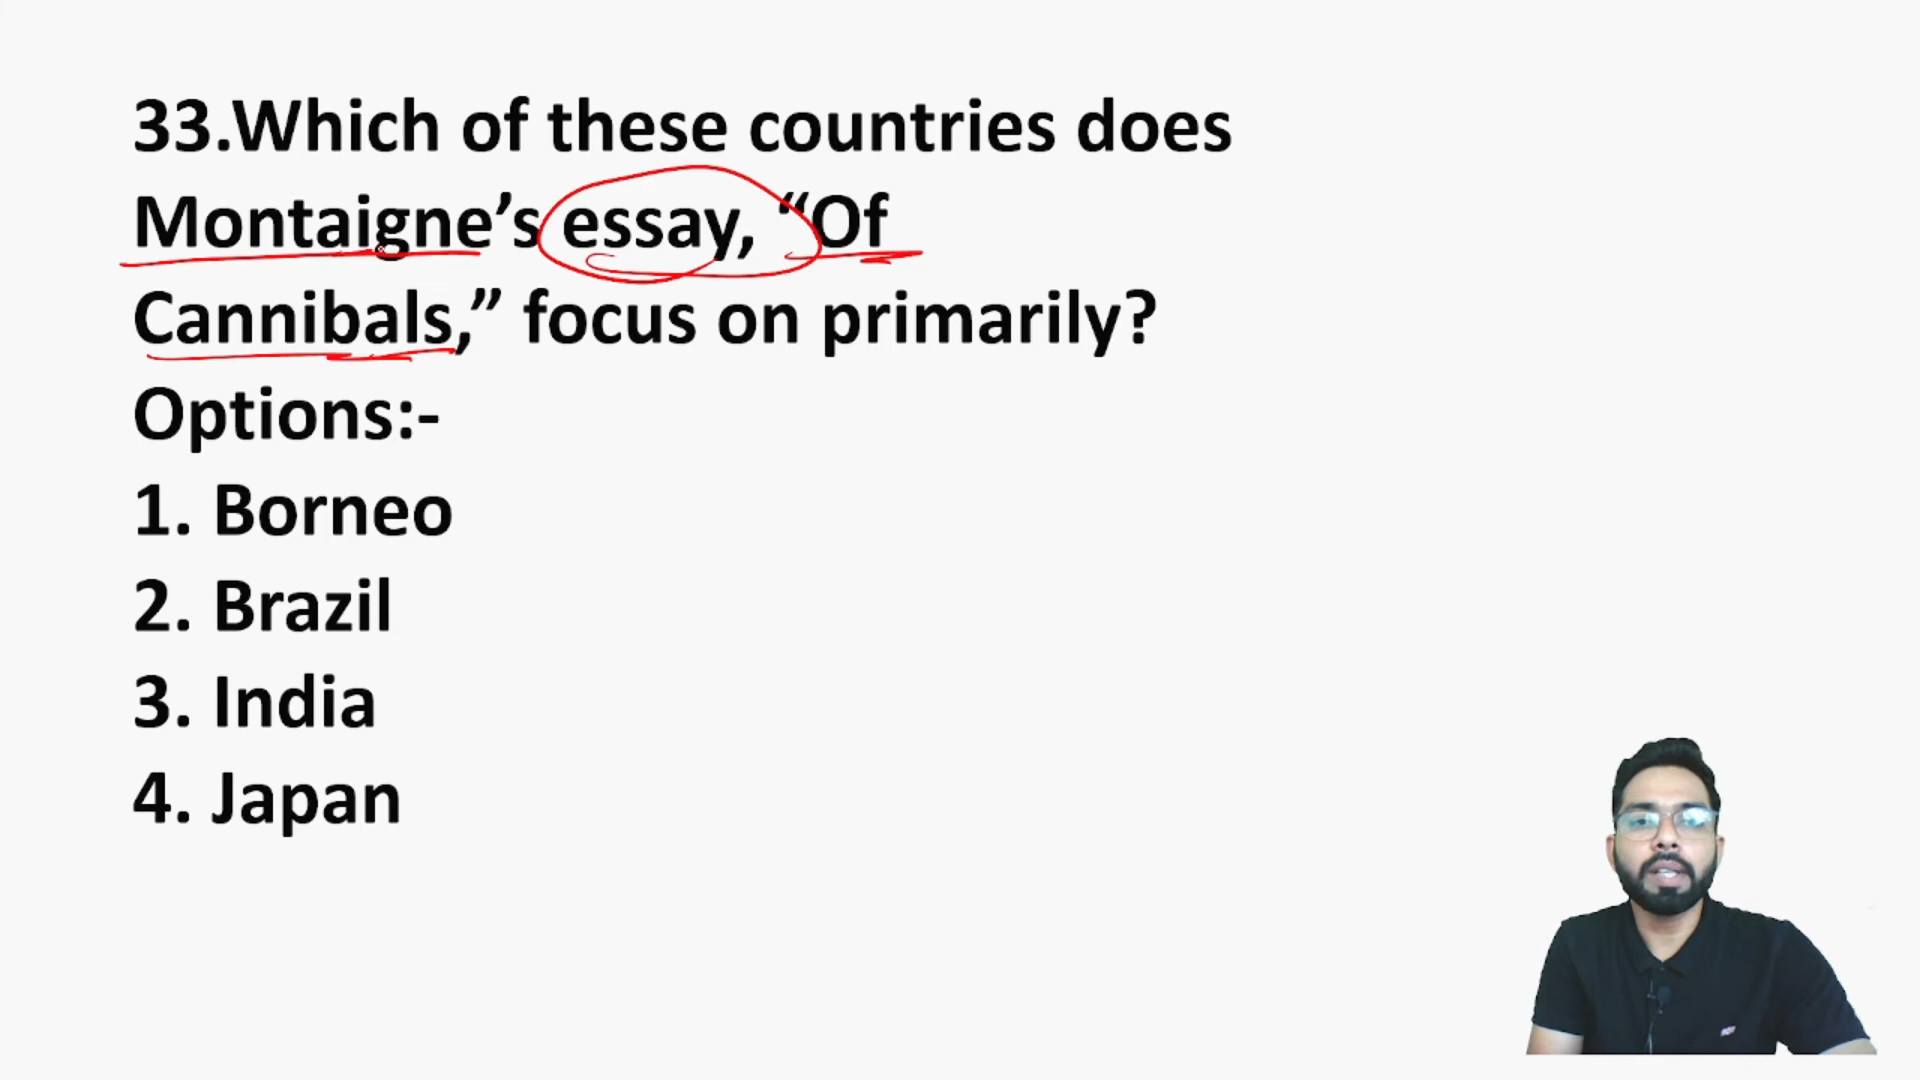 33.Which of these countries does
Montaigne’s essay, “Of
Cannibals,” focus on primarily?
Options:-
1. Borneo
2. Brazil
3. India
4. Japan